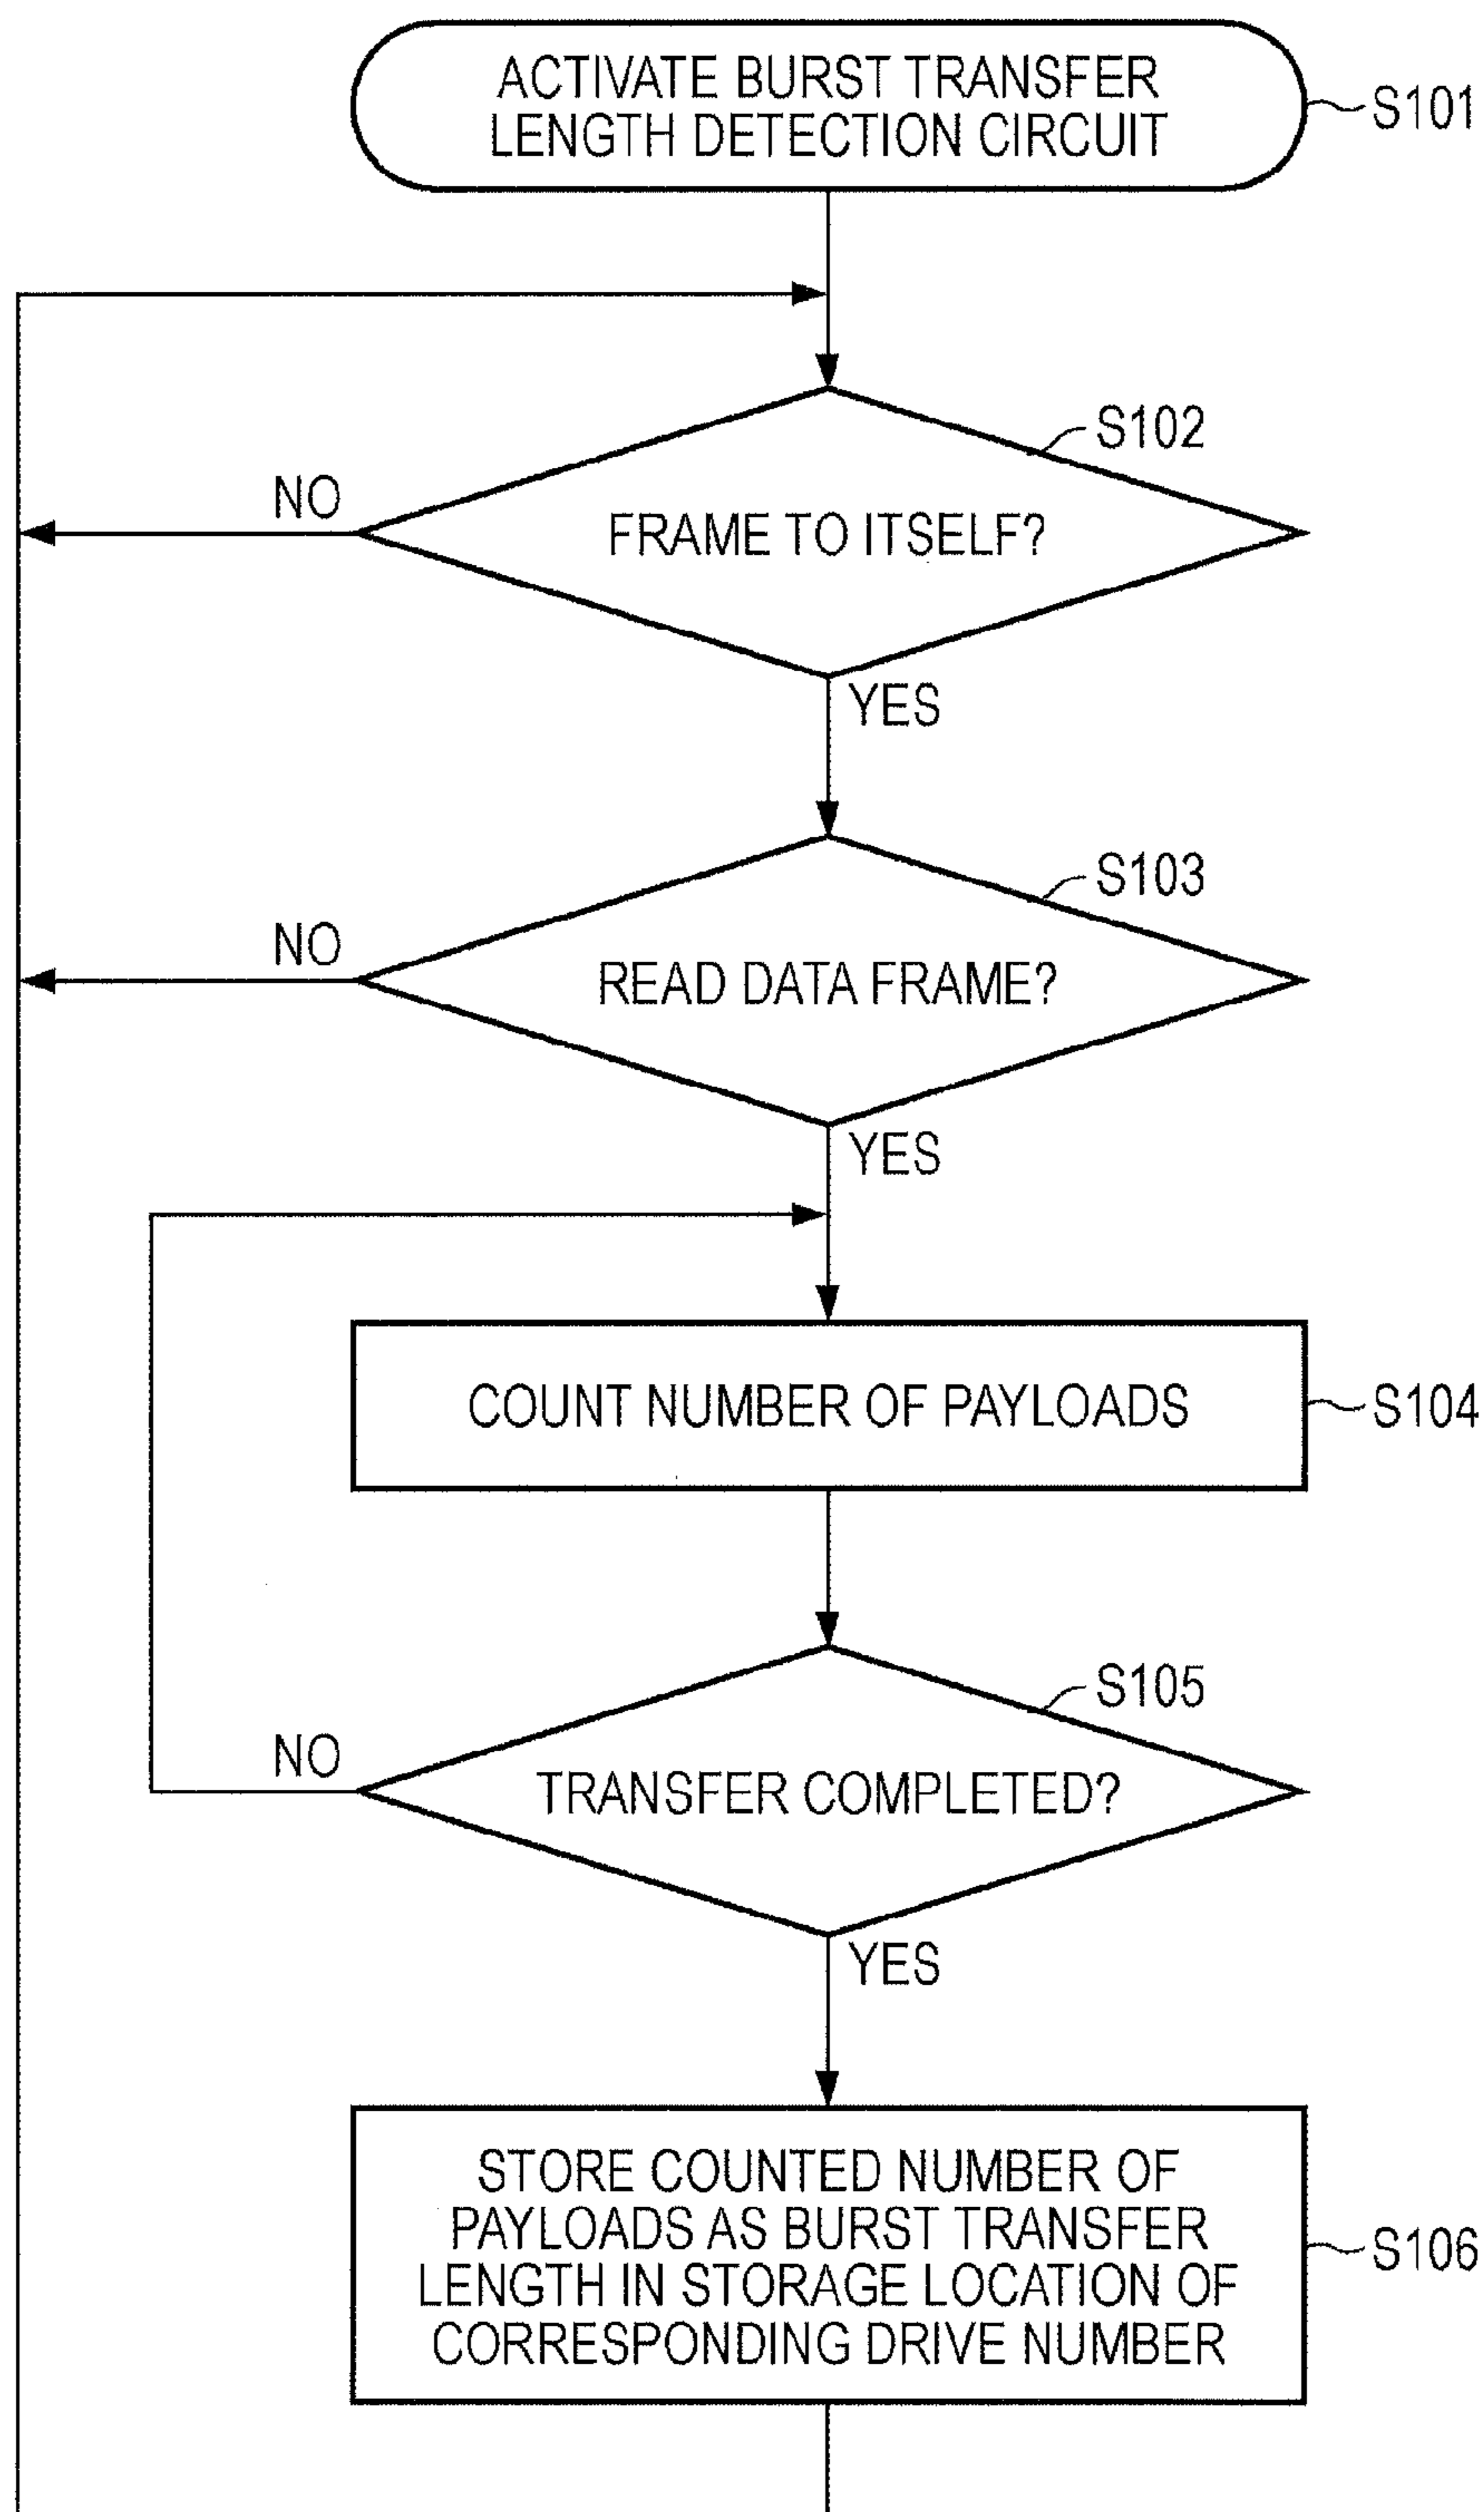 ACTIVATE BURST TRANSFER
LENGTH DETECTION CIRCUIT
S101
S102
NO
FRAME TO ITSELF?
YES
S103
NO
READ DATA FRAME?
YES
COUNT NUMBER OF PAYLOADS
S104
S105
NO
TRANSFER COMPLETED?
YES
STORE COUNTED NUMBER OF
PAYLOADS AS BURST TRANSFER
LENGTH IN STORAGE LOCATION OF
CORRESPONDING DRIVE NUMBER
S106